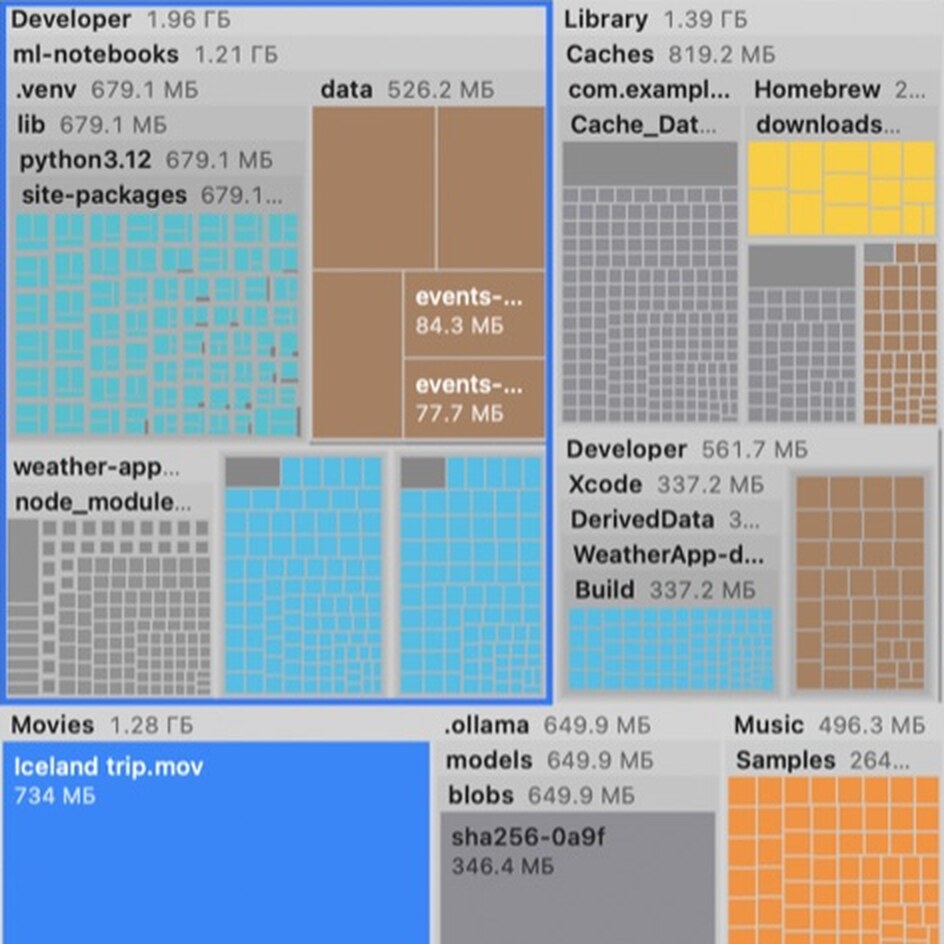 Developer 1.96 ГБ
ml-notebooks 1.21 ГБ
.venv 679.1 МБ
lib 679.1 МБ
python3.12 679.1 МБ
site-packages 679.1...
data 526.2 МБ
events-...
84.3 МБ
events-...
77.7 МБ
weather-app...
node_module...
Library 1.39 ГБ
Caches 819.2 МБ
com.exampl...
Cache_Dat...
Homebrew 2...
downloads...
Developer 561.7 МБ
Xcode 337.2 МБ
DerivedData 3...
WeatherApp-d...
Build 337.2 МБ
Movies 1.28 ГБ
Iceland trip.mov
734 МБ
.ollama 649.9 МБ
models 649.9 МБ
blobs 649.9 МБ
sha256-0a9f
346.4 МБ
Music 496.3 МБ
Samples 264...